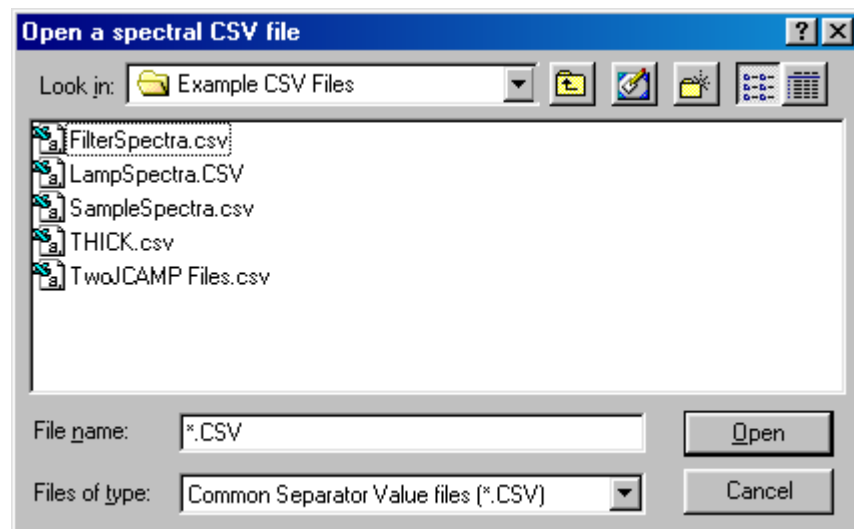 Open a spectral CSV file
Look in: Example CSV Files
FilterSpectra.csv
LampSpectra.CSV
SampleSpectra.csv
THICK.csv
TwoJCAMP Files.csv
File name: *.CSV Open
Files of type: Common Separator Value files (*.CSV) Cancel